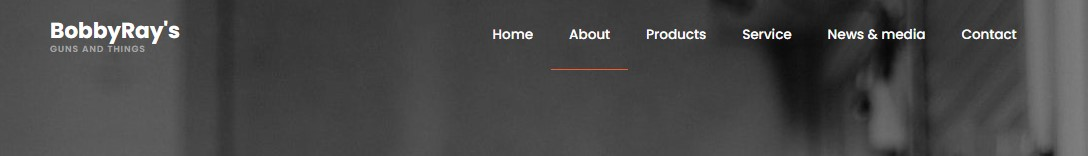 BobbyRay's
GUNS AND THINGS
Home About Products Service News & media Contact